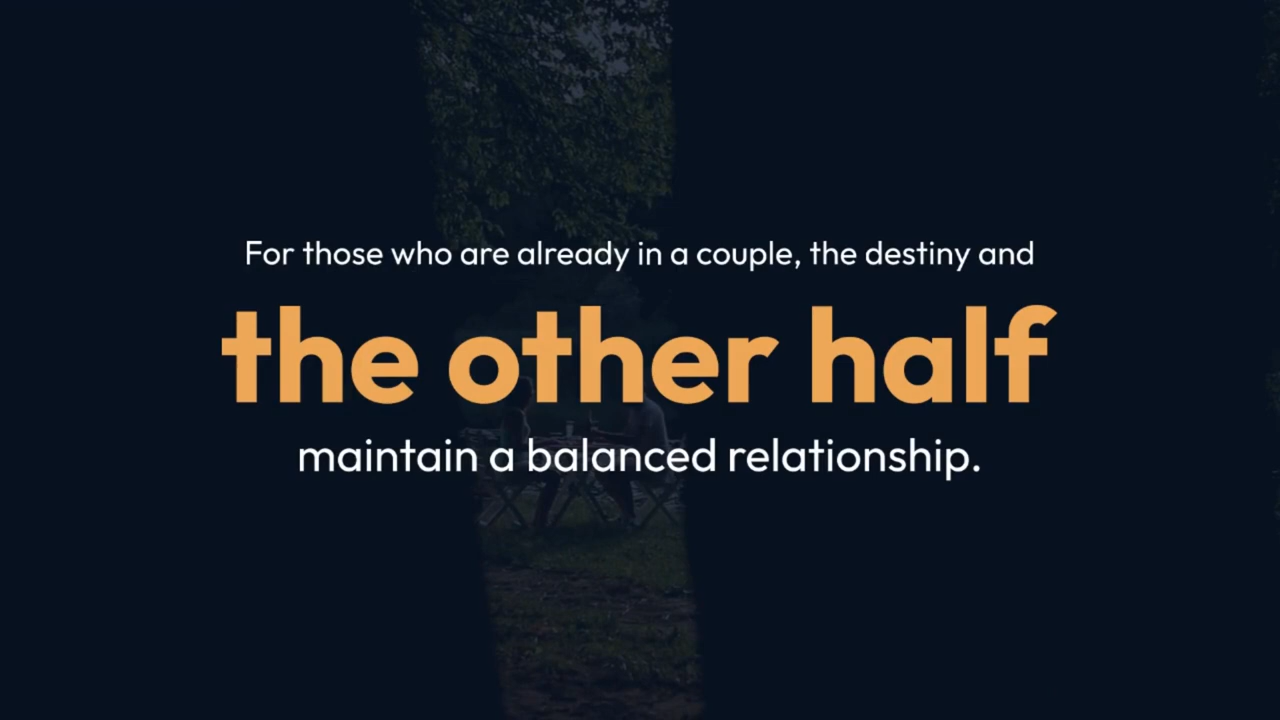 For those who are already in a couple, the destiny and
the other half
maintain a balanced relationship.